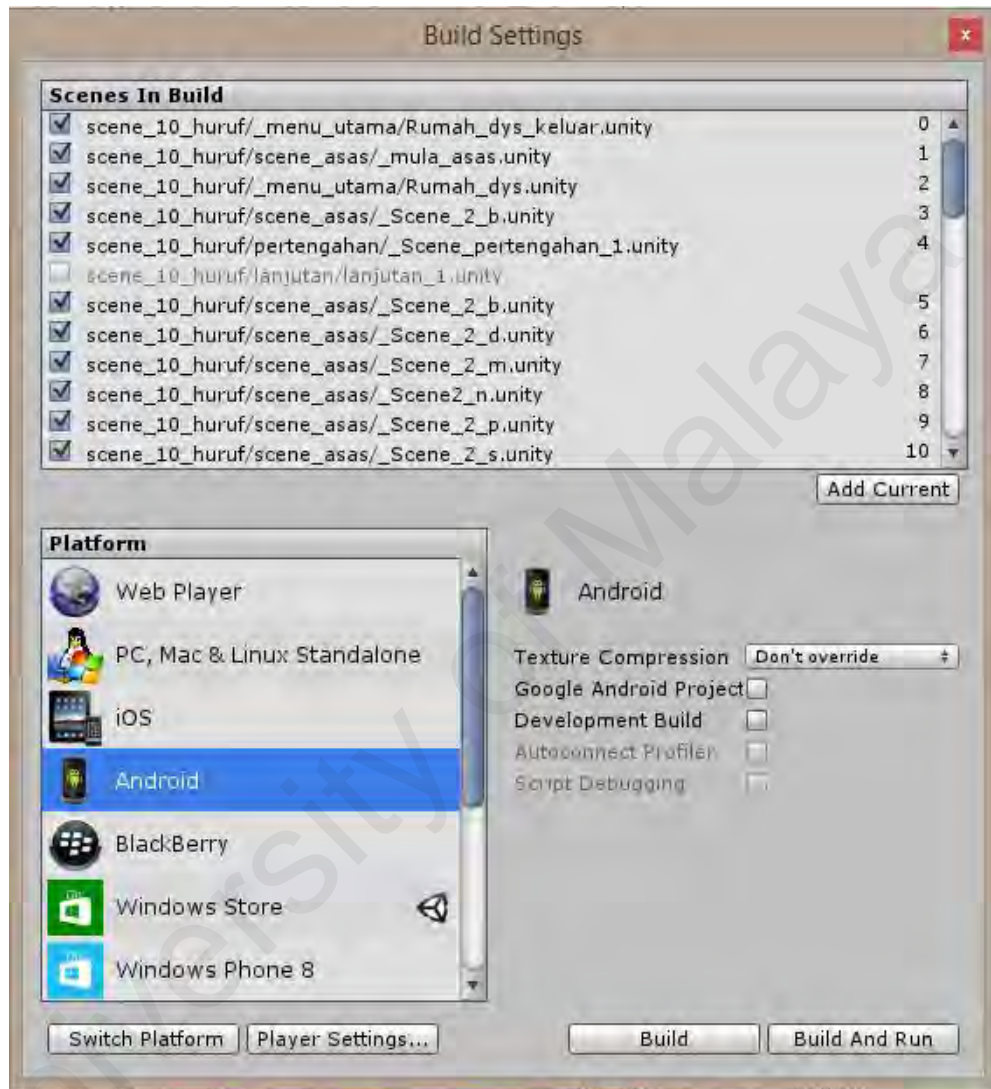 Build Settings
x
Scenes In Build
scene_10_huruf/_menu_utama/Rumah_dys_keluar.unity 0
scene_10_huruf/scene_asas/_mula_asas.unity 1
scene_10_huruf/_menu_utama/Rumah_dys.unity 2
scene_10_huruf/scene_asas/_Scene_2_b.unity 3
scene_10_huruf/pertengahan/_Scene_pertengahan_1.unity 4
scene_10_huruf/lanjutan/lanjutan_1.unity
scene_10_huruf/scene_asas/_Scene_2_b.unity 5
scene_10_huruf/scene_asas/_Scene_2_d.unity 6
scene_10_huruf/scene_asas/_Scene_2_m.unity 7
scene_10_huruf/scene_asas/_Scene2_n.unity 8
scene_10_huruf/scene_asas/_Scene_2_p.unity 9
scene_10_huruf/scene_asas/_Scene_2_s.unity 10
Add Current
Platform
Web Player
PC, Mac & Linux Standalone
iOS
Android
BlackBerry
Windows Store
Windows Phone 8
Android
Texture Compression Don't override
Google Android Project
Development Build
Autoconnect Profiler
Script Debugging
Switch Platform Player Settings... Build Build And Run
University of Malaya